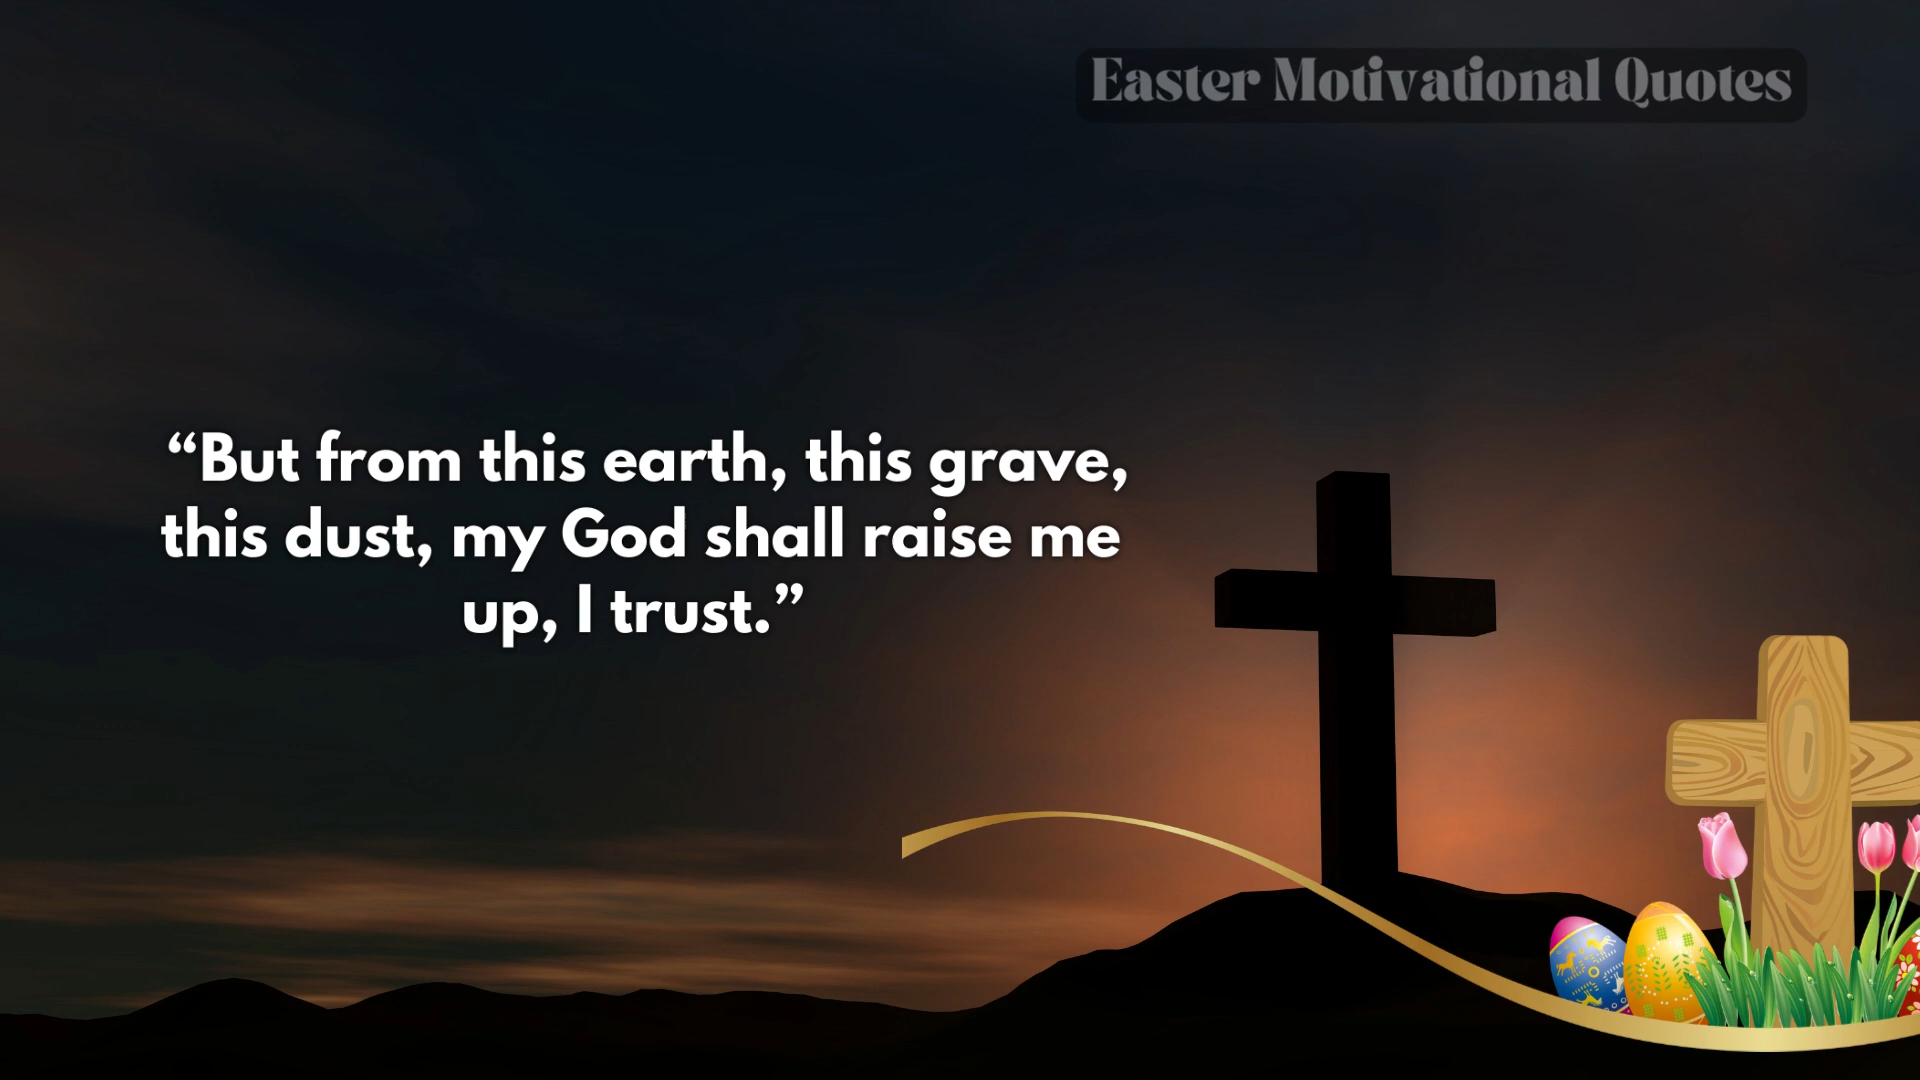 Easter Motivational Quotes
“But from this earth, this grave,
this dust, my God shall raise me
up, I trust.”